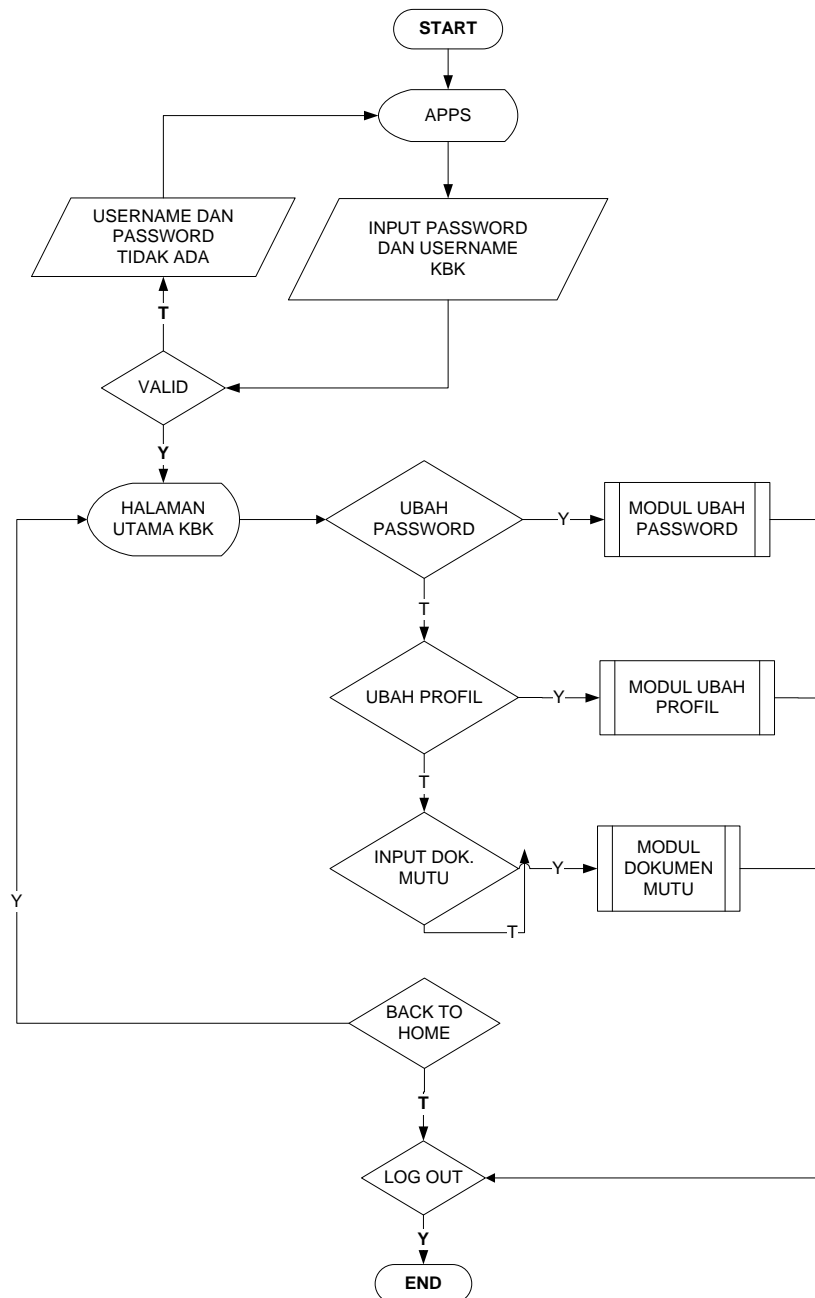 START
APPS
USERNAME DAN
PASSWORD
TIDAK ADA
INPUT PASSWORD
DAN USERNAME
KBK
T
VALID
Y
HALAMAN
UTAMA KBK
UBAH
PASSWORD
Y
MODUL UBAH
PASSWORD
T
UBAH PROFIL
Y
MODUL UBAH
PROFIL
T
INPUT DOK.
MUTU
Y
MODUL
DOKUMEN
MUTU
T
Y
BACK TO
HOME
T
LOG OUT
Y
END